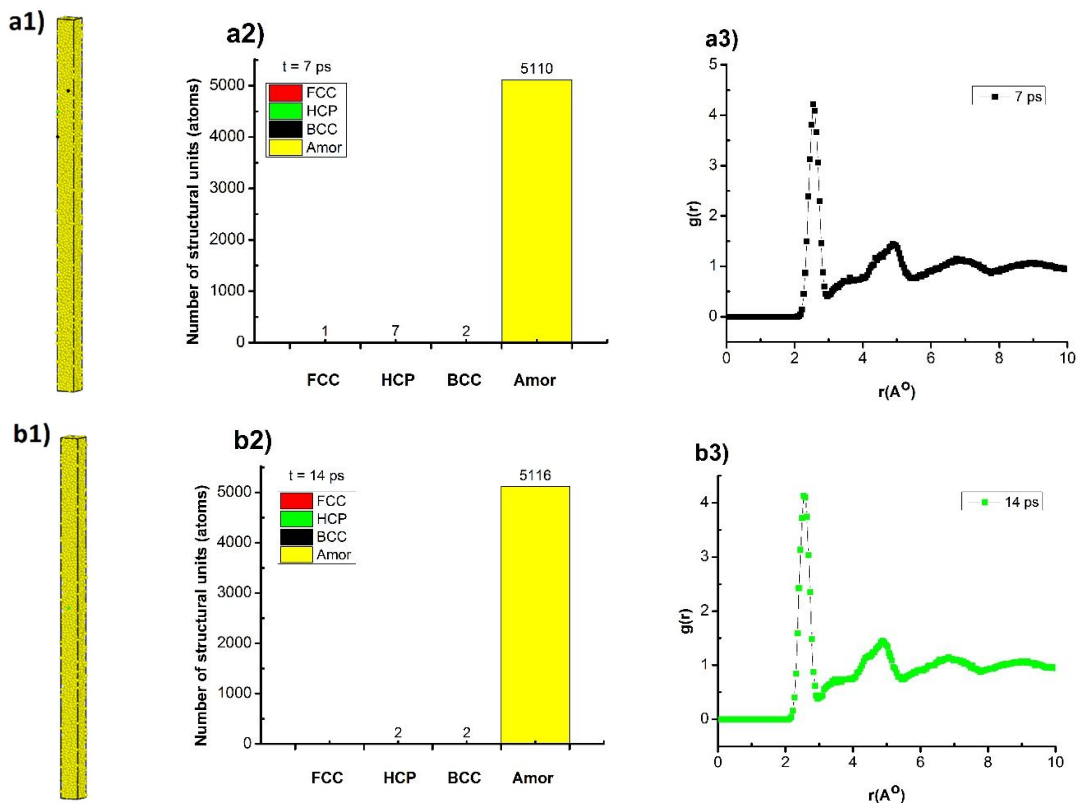 a1)
a2)
t = 7 ps
FCC
HCP
BCC
Amor
Number of structural units (atoms)
5000
4000
3000
2000
1000
0
1
7
2
5110
FCC HCP BCC Amor
a3)
7 ps
g(r)
5
4
3
2
1
0
0 2 4 6 8 10
r(A⁰)
b1)
b2)
t = 14 ps
FCC
HCP
BCC
Amor
Number of structural units (atoms)
5000
4000
3000
2000
1000
0
2
2
5116
FCC HCP BCC Amor
b3)
14 ps
g(r)
4
3
2
1
0
0 2 4 6 8 10
r(A⁰)